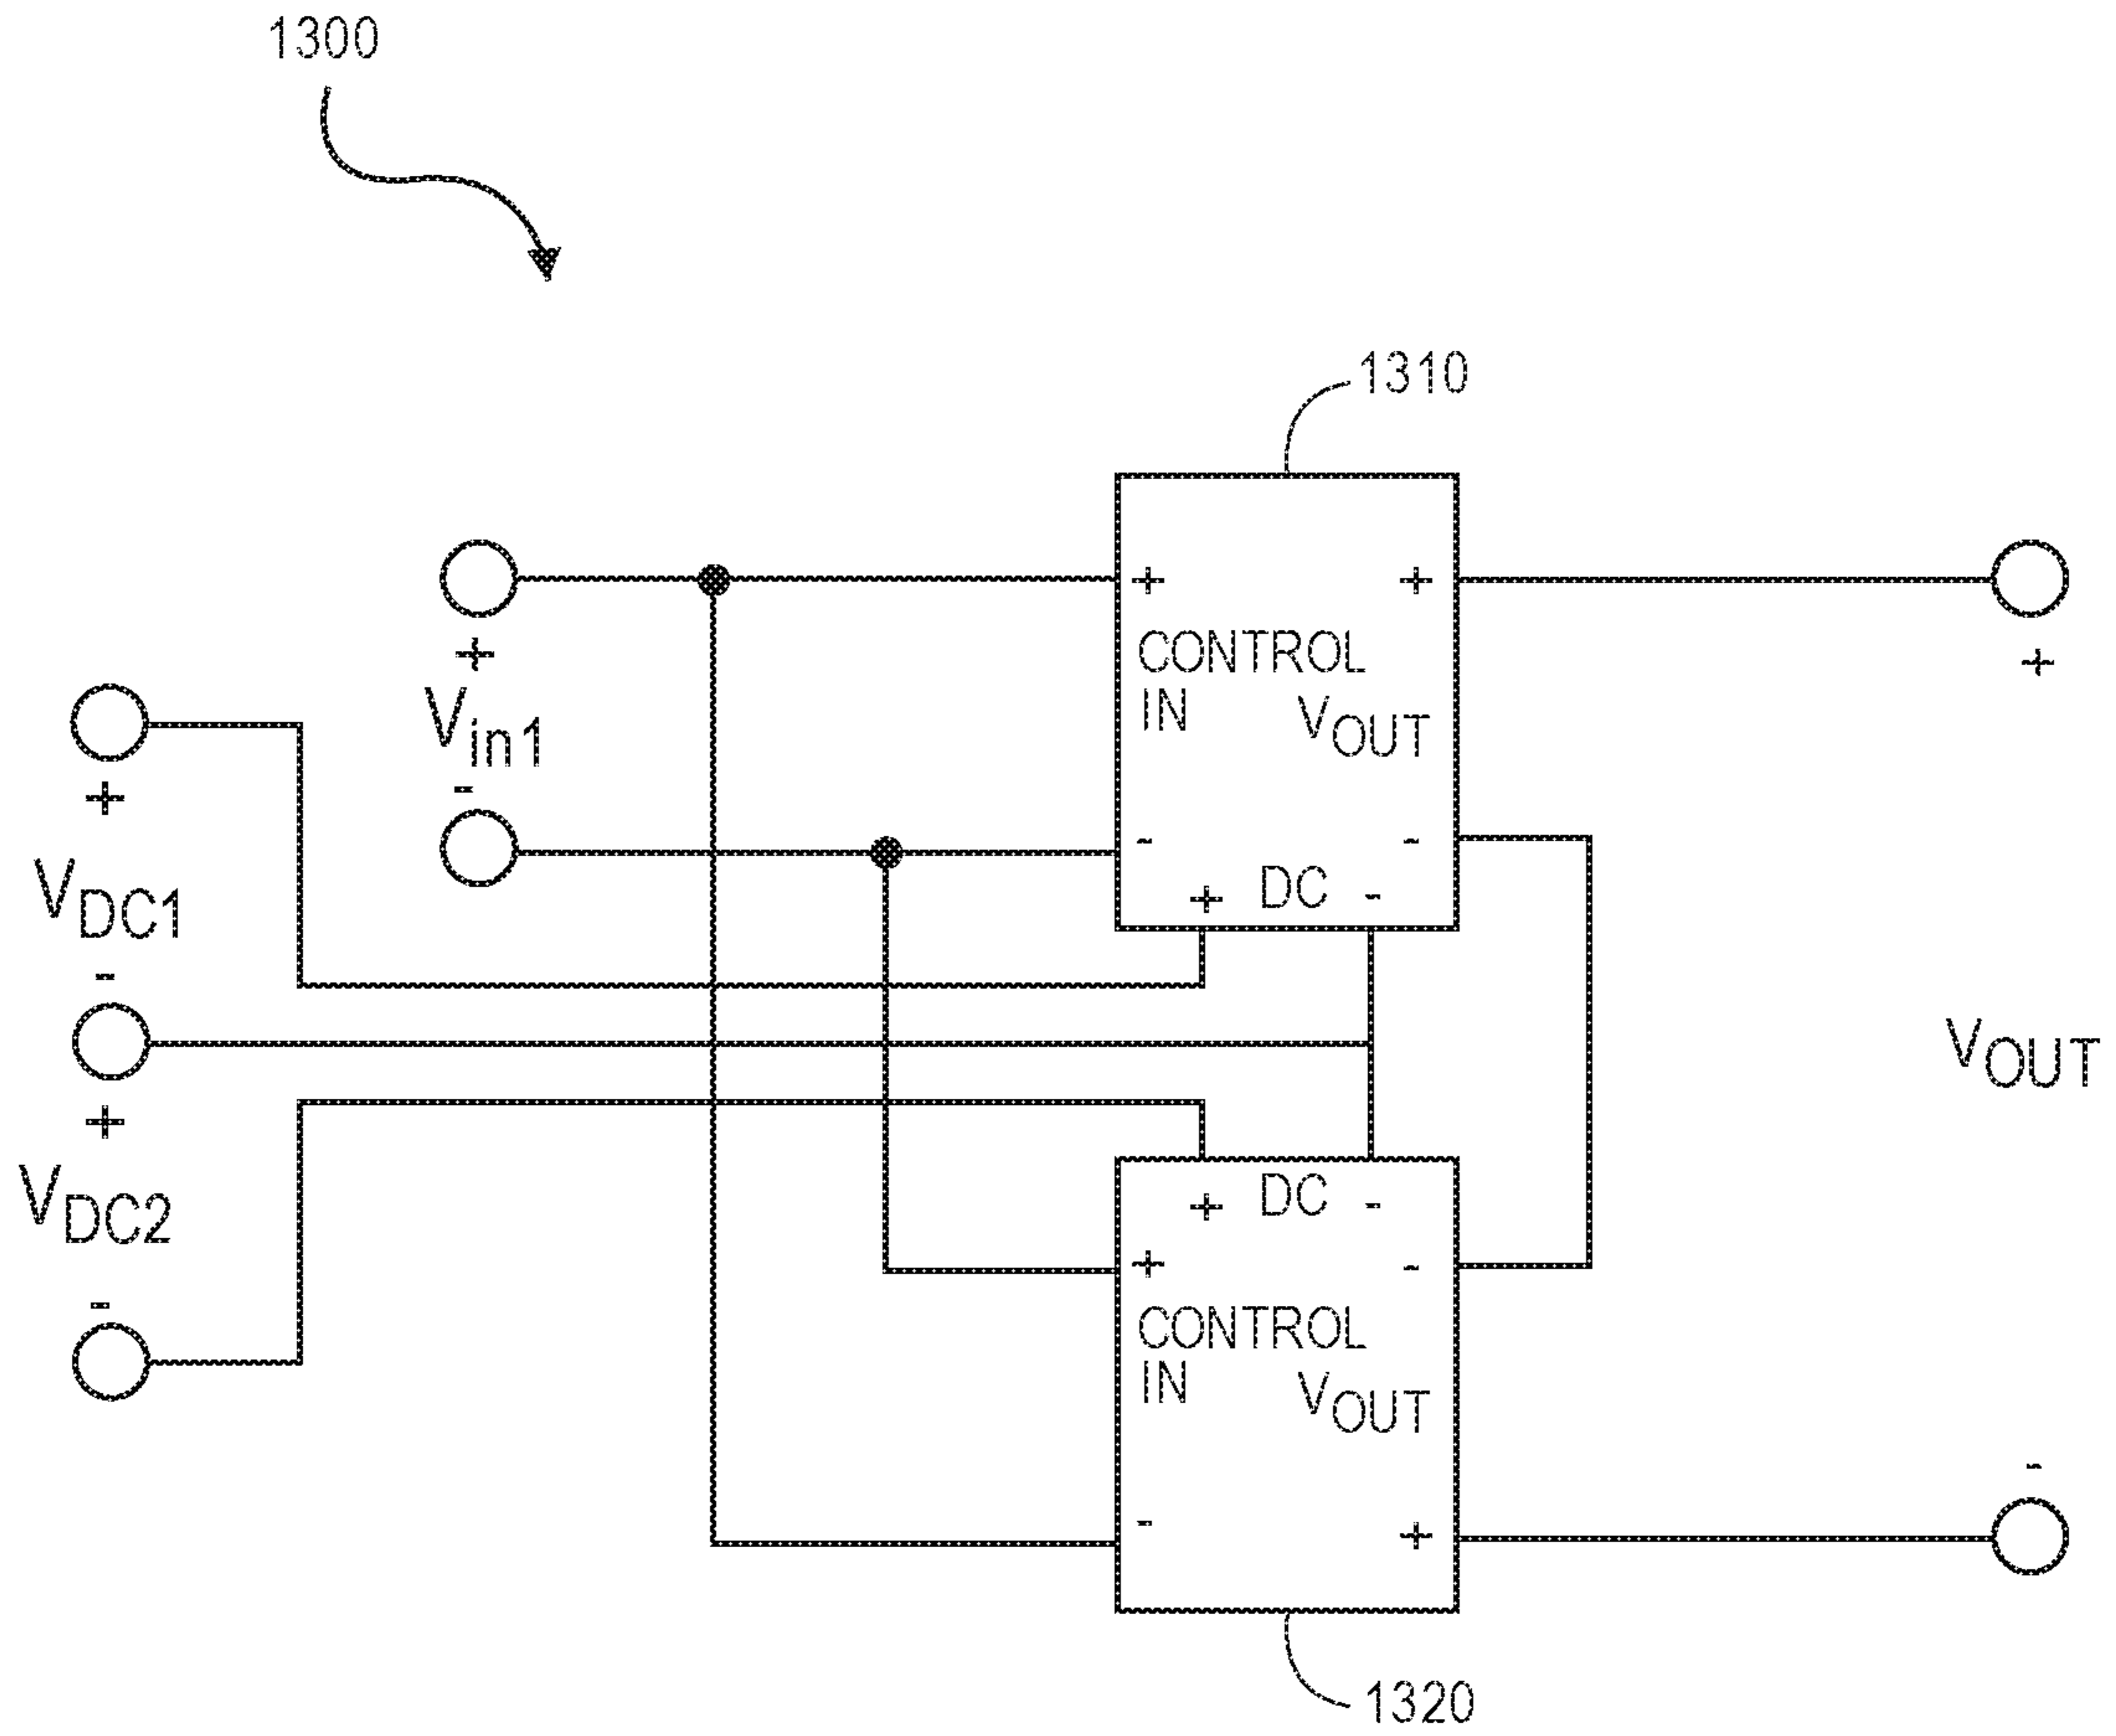 1300
1310
+
+
CONTROL
IN
VOUT
-
-
+ DC -
+
Vin1
-
+
VDC1
-
+
VDC2
-
+
VOUT
-
+ DC -
+
-
CONTROL
IN
VOUT
-
+
1320